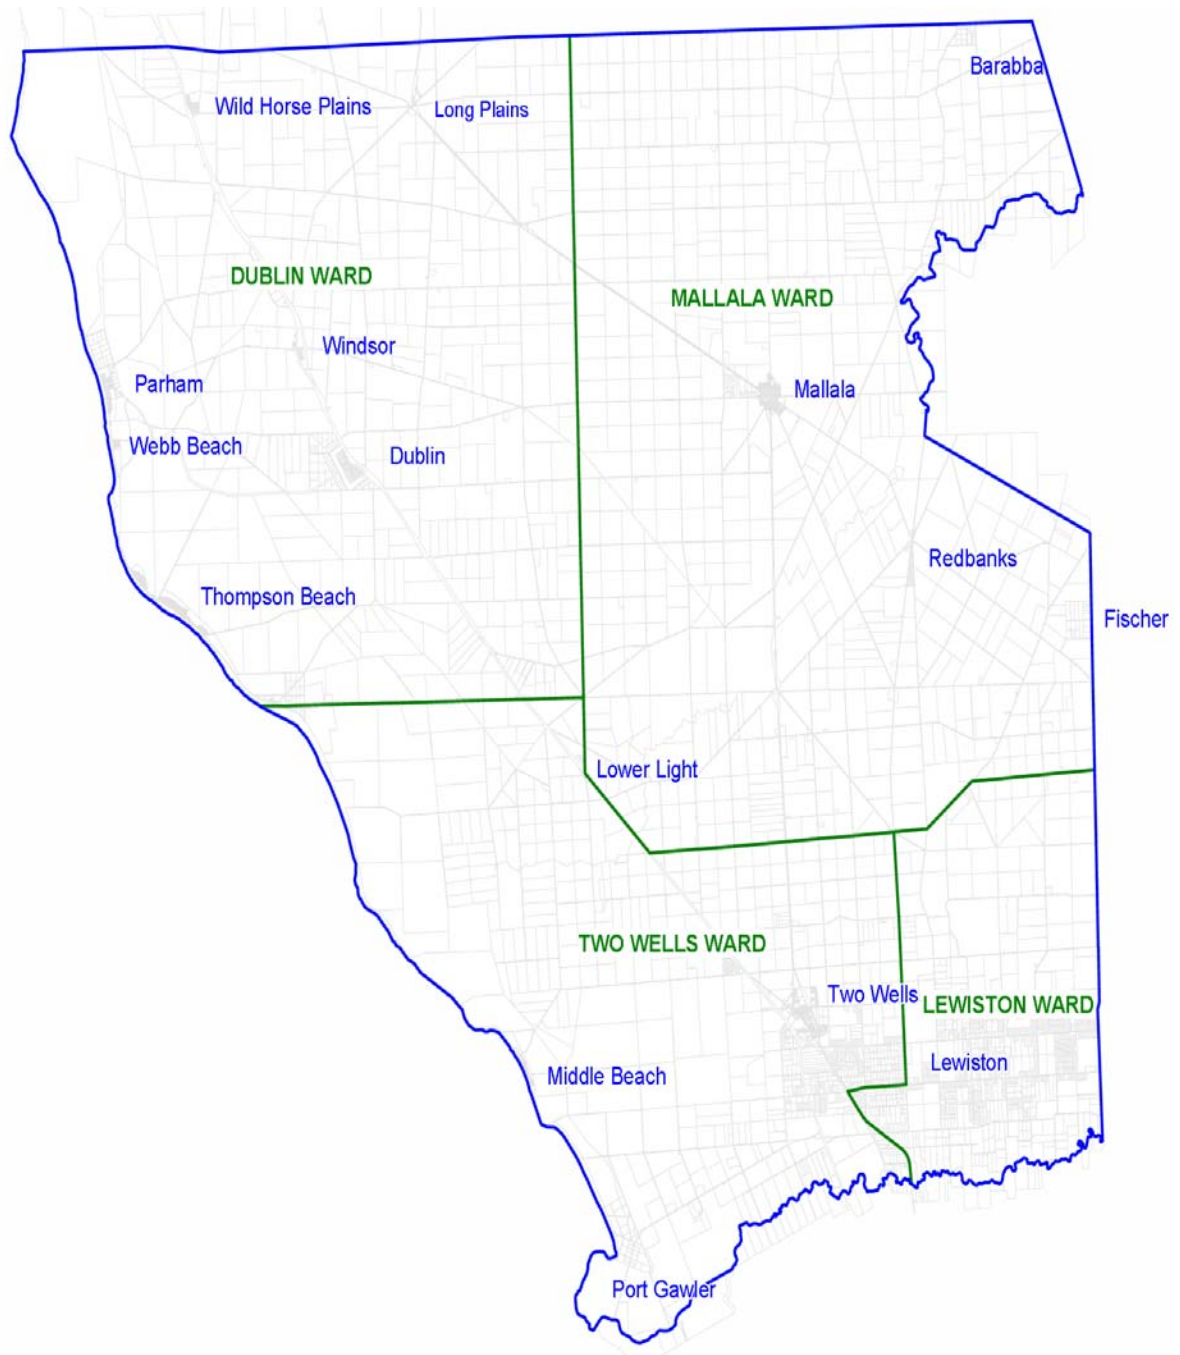 Barabba
Wild Horse Plains
Long Plains
DUBLIN WARD
MALLALA WARD
Windsor
Parham
Mallala
Webb Beach
Dublin
Redbanks
Thompson Beach
Fischer
Lower Light
TWO WELLS WARD
Two Wells
LEWISTON WARD
Lewiston
Middle Beach
Port Gawler